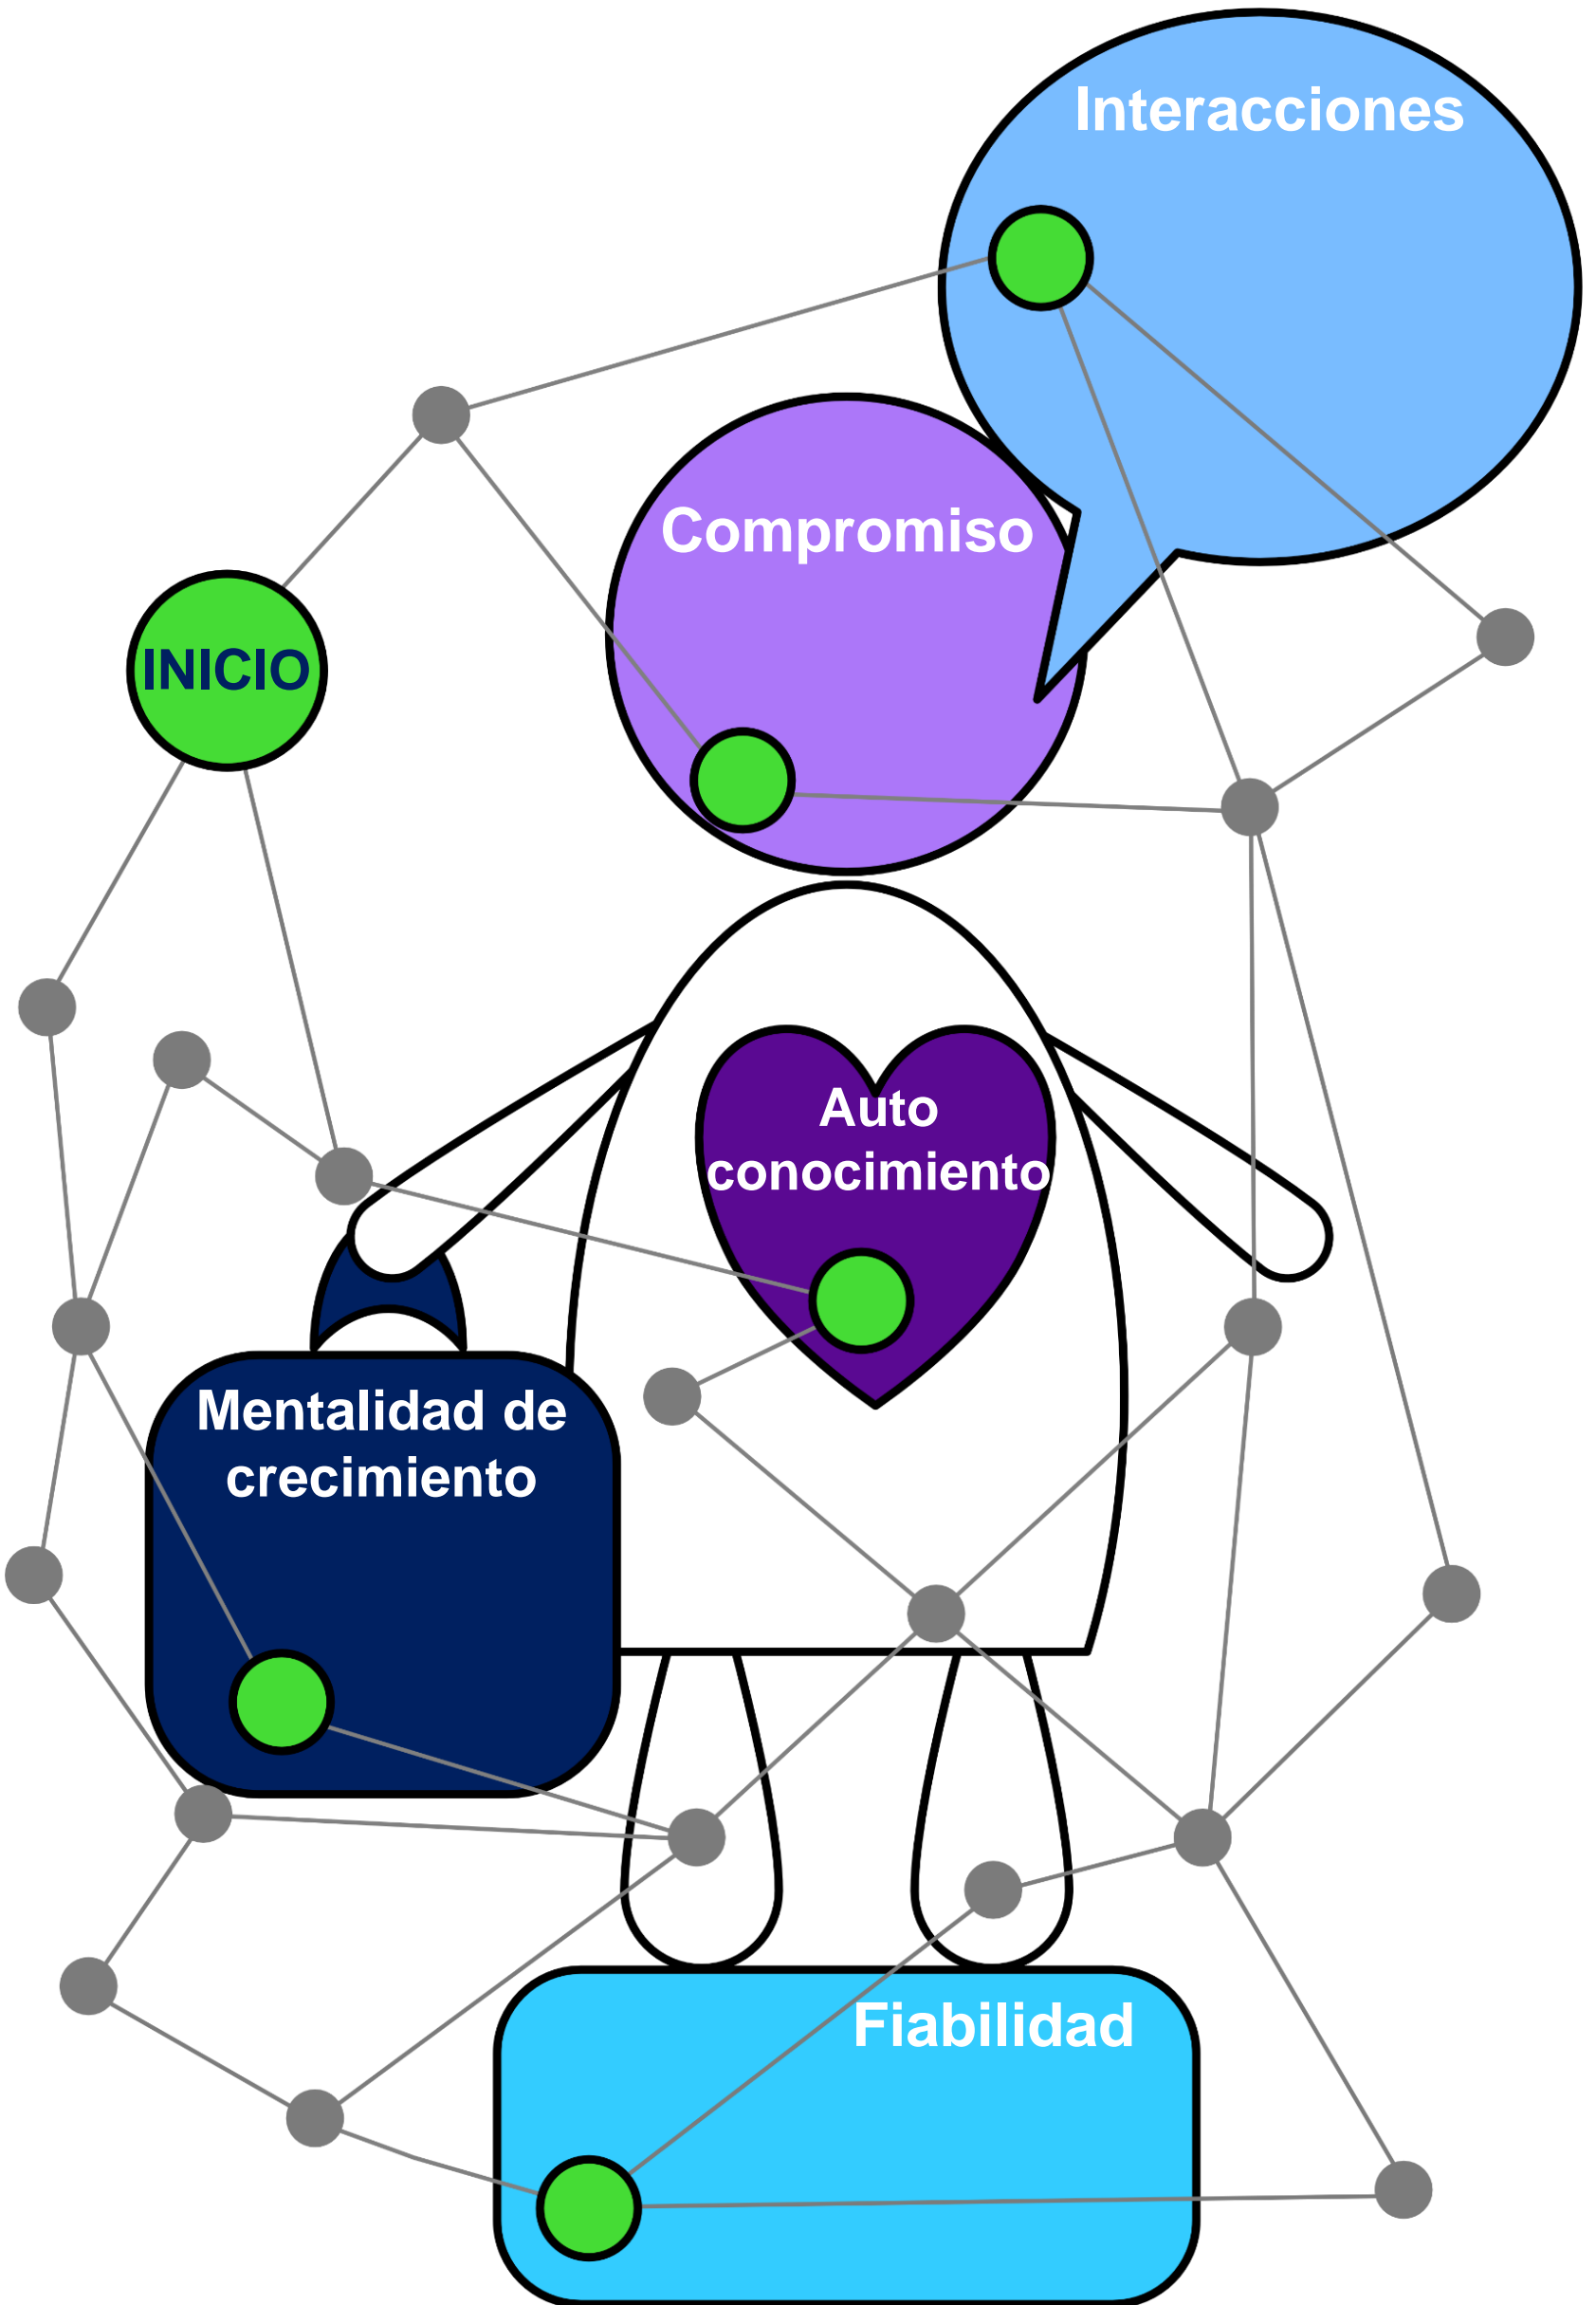 Interacciones
Compromiso
INICIO
Auto
conocimiento
Mentalidad de
crecimiento
Fiabilidad